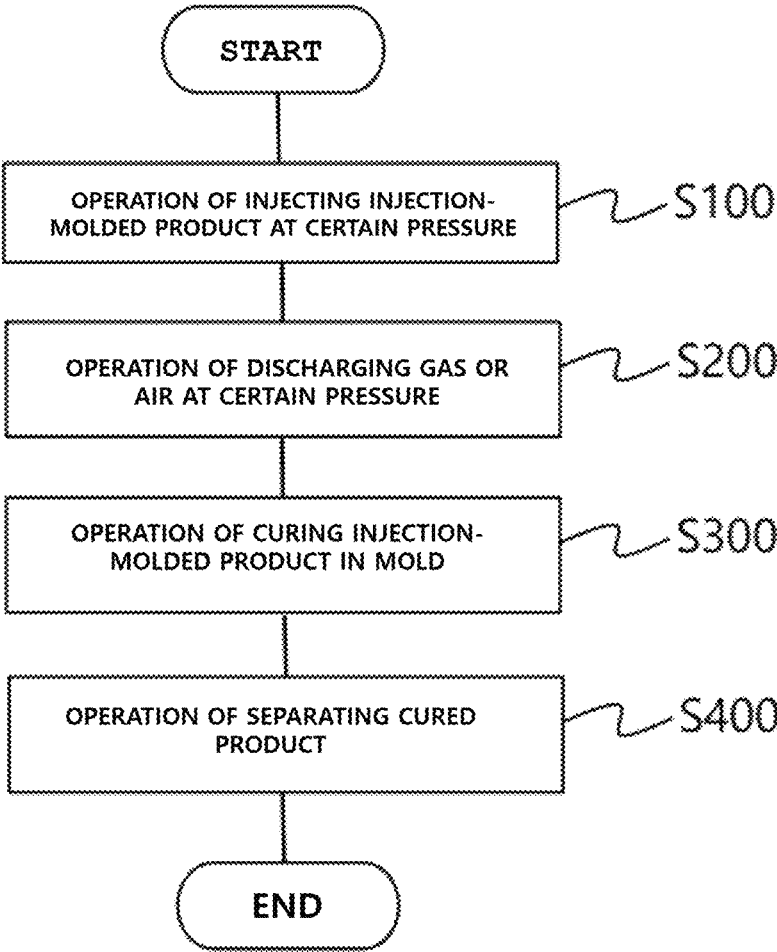 START
OPERATION OF INJECTING INJECTION-
MOLDED PRODUCT AT CERTAIN PRESSURE
S100
OPERATION OF DISCHARGING GAS OR
AIR AT CERTAIN PRESSURE
S200
OPERATION OF CURING INJECTION-
MOLDED PRODUCT IN MOLD
S300
OPERATION OF SEPARATING CURED
PRODUCT
S400
END